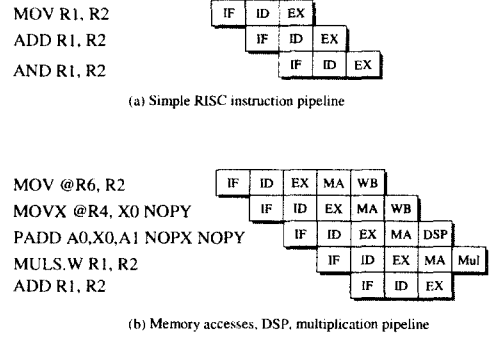 MOV R1, R2 IF ID EX
ADD R1, R2 IF ID EX
AND R1, R2 IF ID EX
(a) Simple RISC instruction pipeline
MOV @R6, R2 IF ID EX MA WB
MOVX @R4, X0 NOPY IF ID EX MA WB
PADD A0,X0,A1 NOPX NOPY IF ID EX MA DSP
MULS.W R1, R2 IF ID EX MA Mul
ADD R1, R2 IF ID EX
(b) Memory accesses, DSP, multiplication pipeline